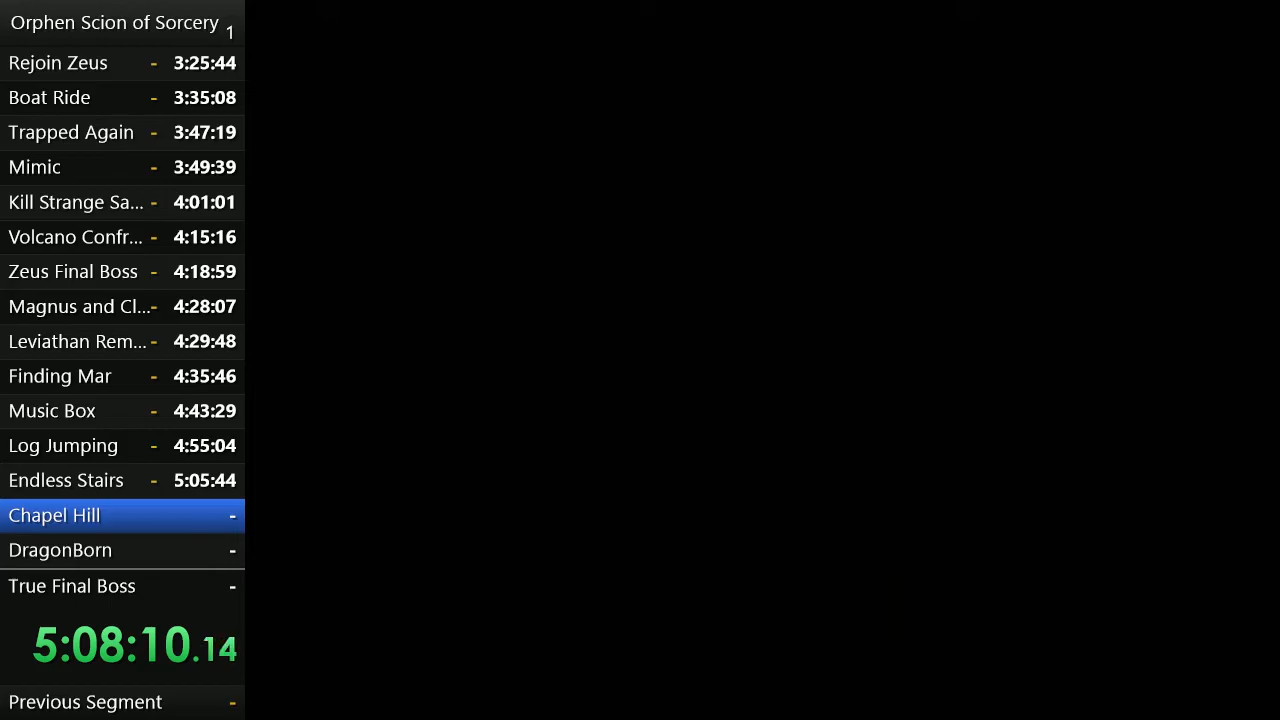 Orphen Scion of Sorcery 1
Rejoin Zeus - 3:25:44
Boat Ride - 3:35:08
Trapped Again - 3:47:19
Mimic - 3:49:39
Kill Strange Sa... - 4:01:01
Volcano Confr... - 4:15:16
Zeus Final Boss - 4:18:59
Magnus and Cl... - 4:28:07
Leviathan Rem... - 4:29:48
Finding Mar - 4:35:46
Music Box - 4:43:29
Log Jumping - 4:55:04
Endless Stairs - 5:05:44
Chapel Hill -
DragonBorn -
True Final Boss -
5:08:10.14
Previous Segment -